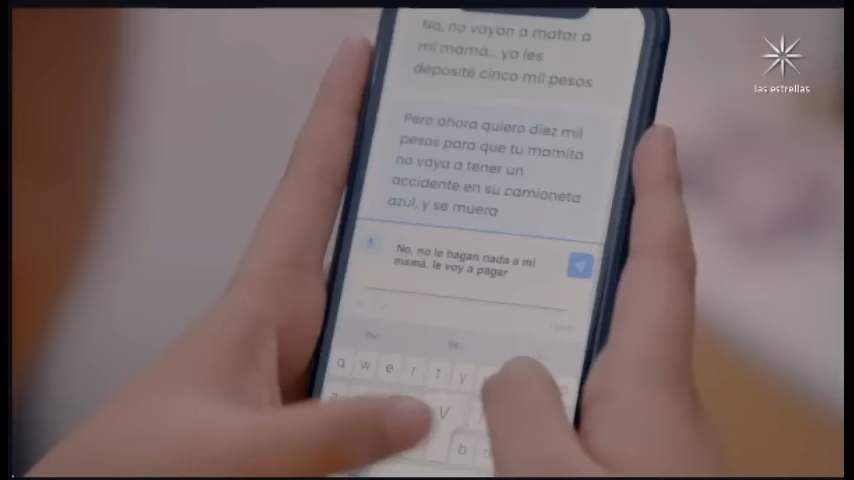 las estrellas
No, no vayan a matar a
mi mamá... ya les
deposité cinco mil pesos
Pero ahora quiero diez mil
pesos para que tu mamita
no vaya a tener un
accidente en su camioneta
azul, y se muera
No, no le hagan nada a mi
mamá, le voy a pagar
q w e r t y
V
b